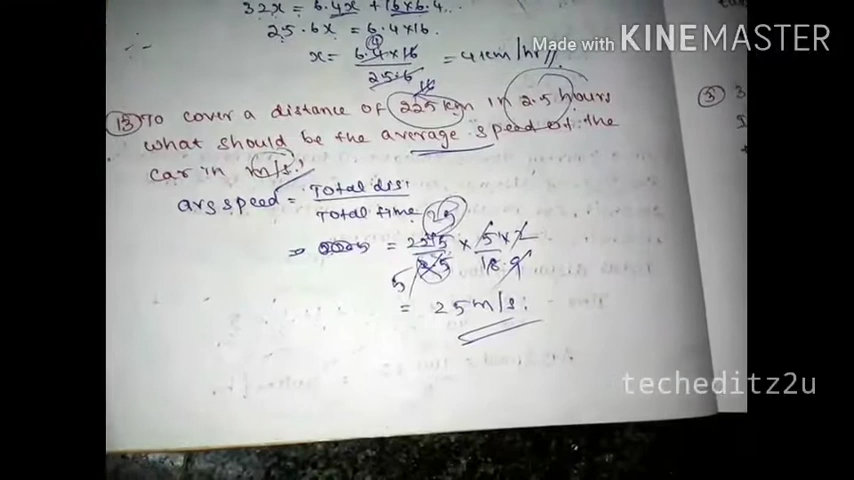 32x = 6.4x + 16x6.4
25.6x = 6.4x16.
x = 6.4x16 / 25.6 = 4 km/hr //.
Made with KINEMASTER
(13) To cover a distance of 225 km in 2.5 hours
what should be the average speed of the
car in m/s.
avg speed = Total dis. / Total time
= 225 / 2.5 x 5 x / 18
= 25 m/s.
(3) 3
techeditz2u